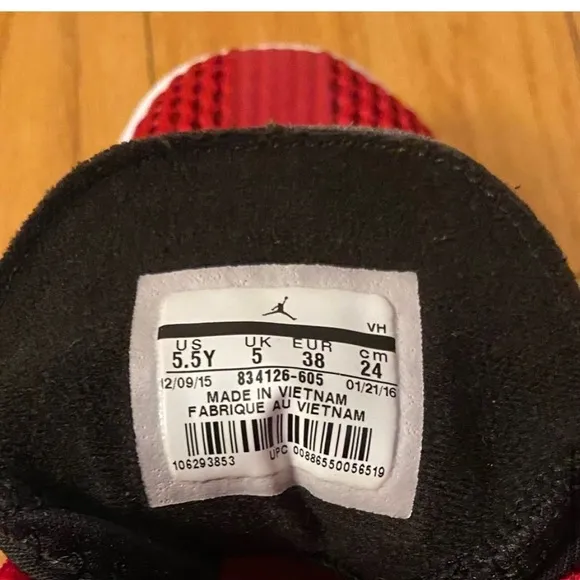 VH
US UK EUR cm
5.5Y 5 38 24
12/09/15 834126-605 01/21/16
MADE IN VIETNAM
FABRIQUE AU VIETNAM
106293853 UPC 00886550056519